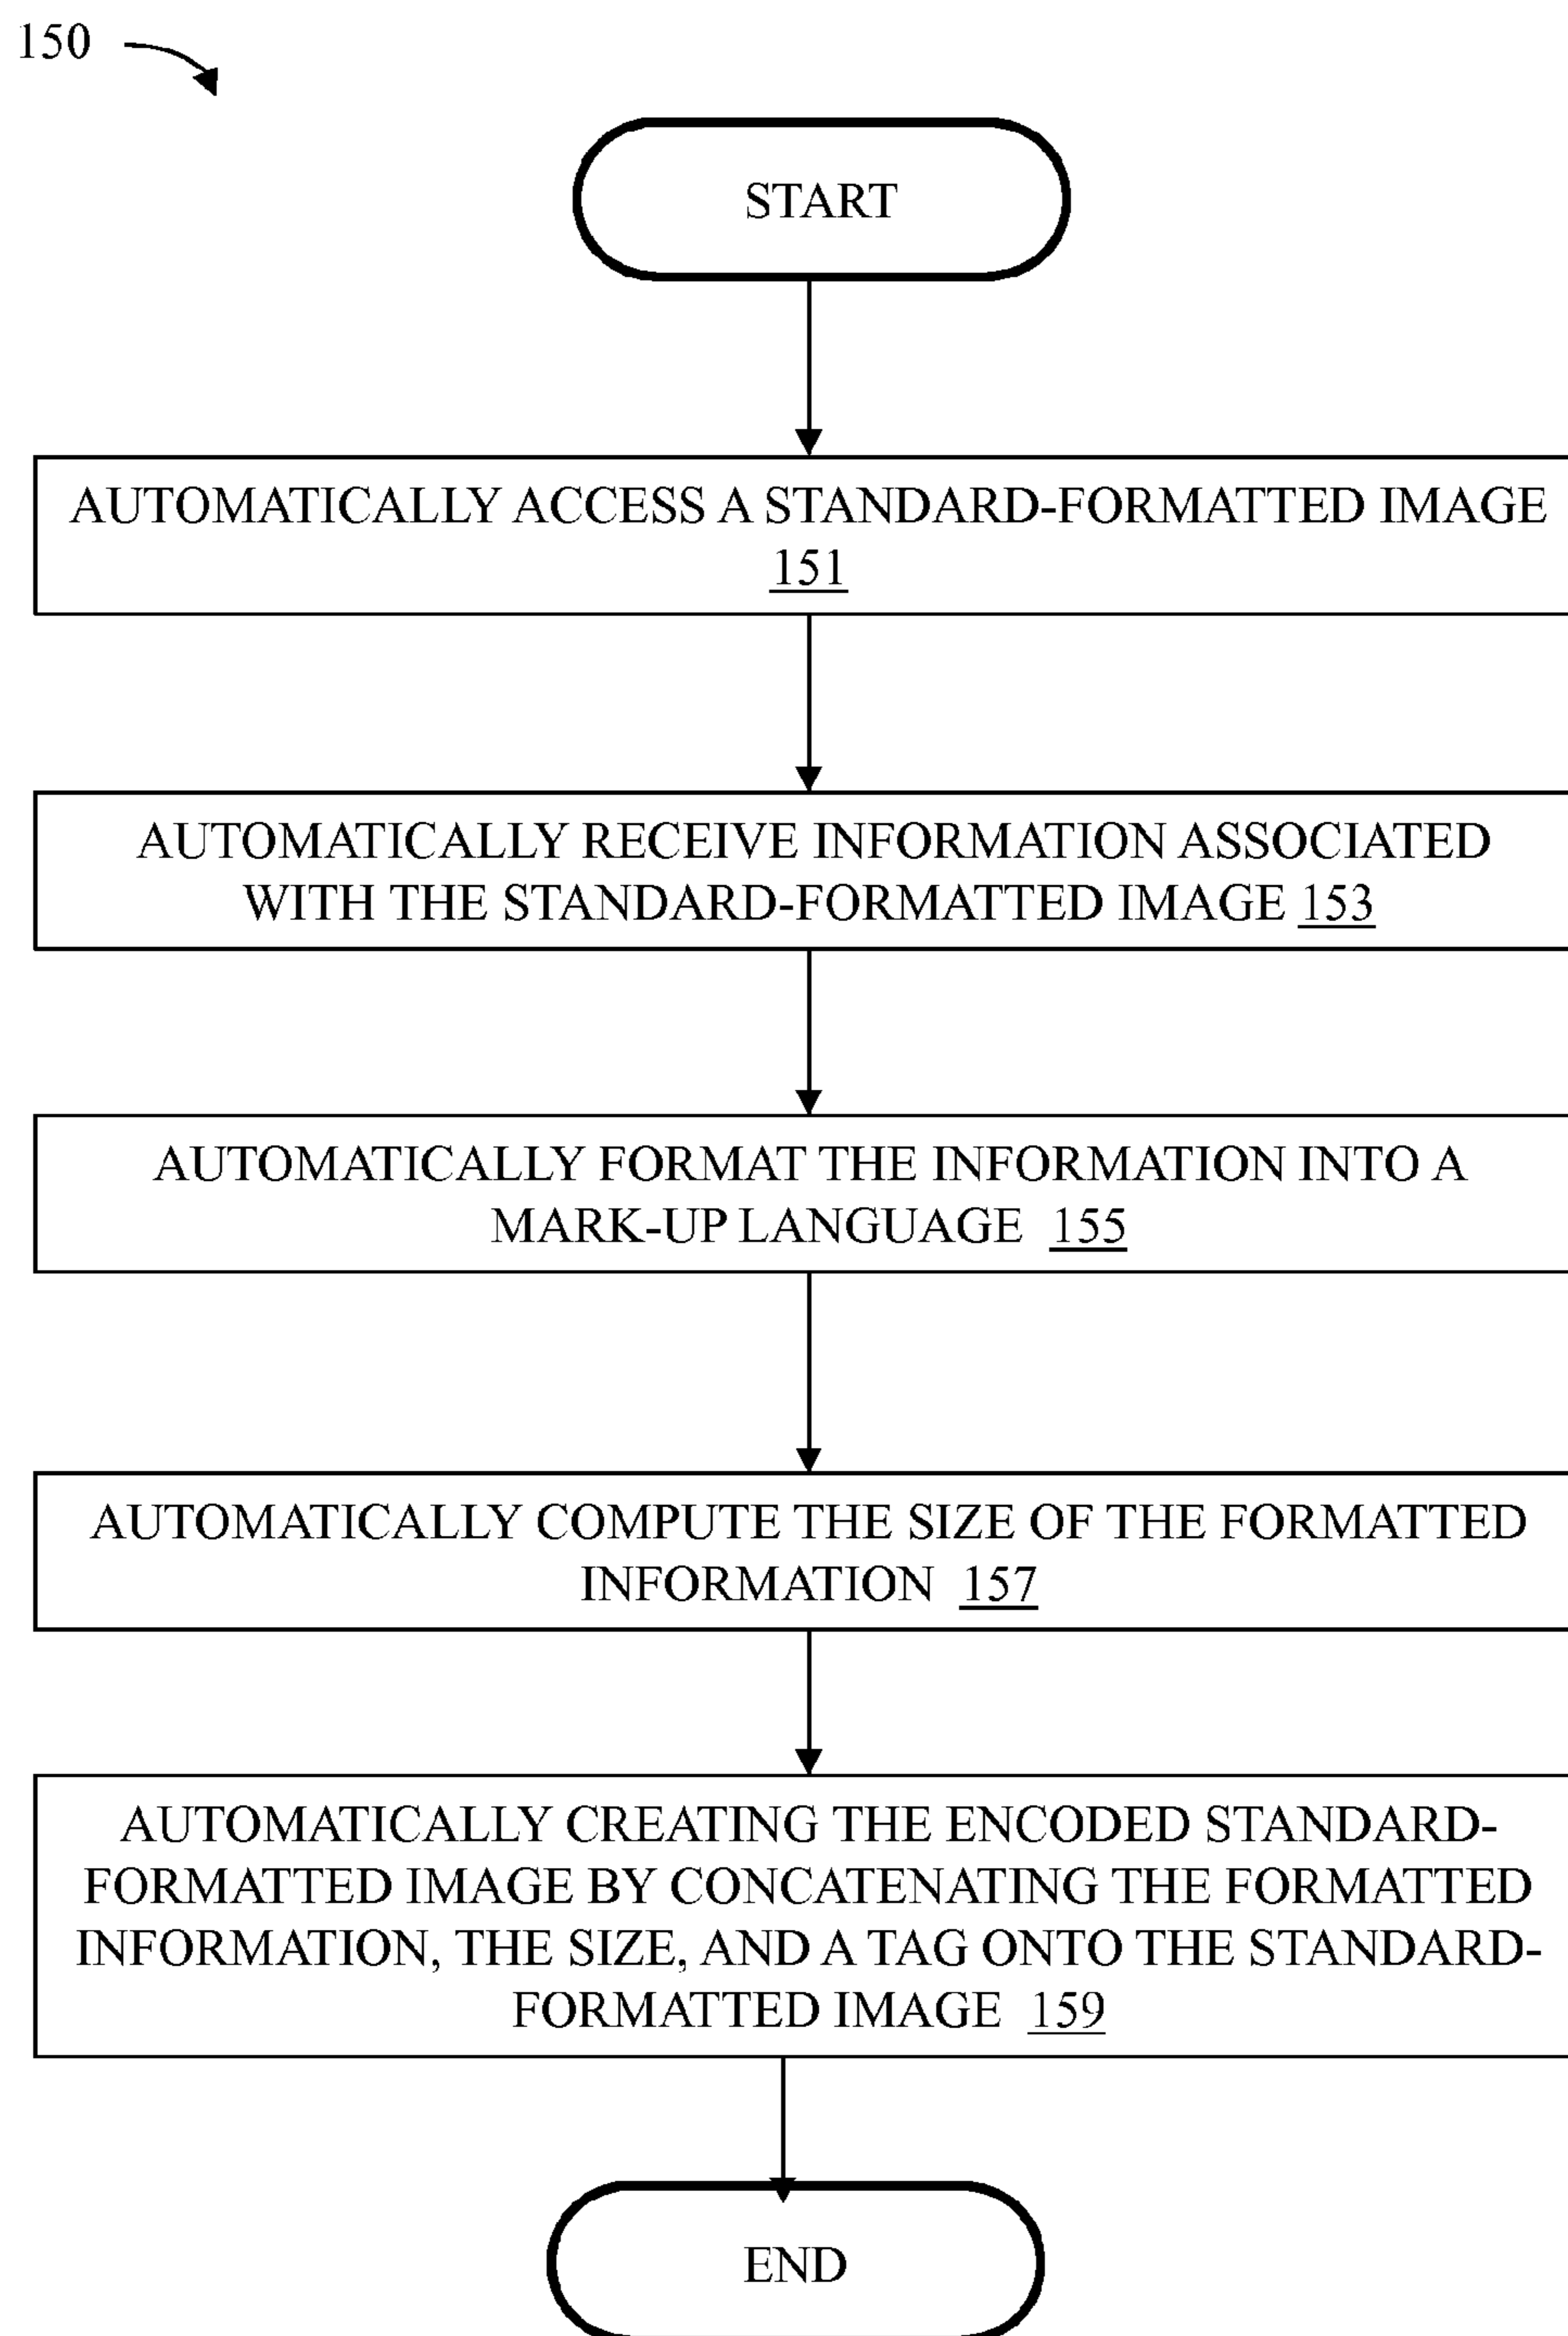 150
START
AUTOMATICALLY ACCESS A STANDARD-FORMATTED IMAGE
151
AUTOMATICALLY RECEIVE INFORMATION ASSOCIATED
WITH THE STANDARD-FORMATTED IMAGE 153
AUTOMATICALLY FORMAT THE INFORMATION INTO A
MARK-UP LANGUAGE 155
AUTOMATICALLY COMPUTE THE SIZE OF THE FORMATTED
INFORMATION 157
AUTOMATICALLY CREATING THE ENCODED STANDARD-
FORMATTED IMAGE BY CONCATENATING THE FORMATTED
INFORMATION, THE SIZE, AND A TAG ONTO THE STANDARD-
FORMATTED IMAGE 159
END